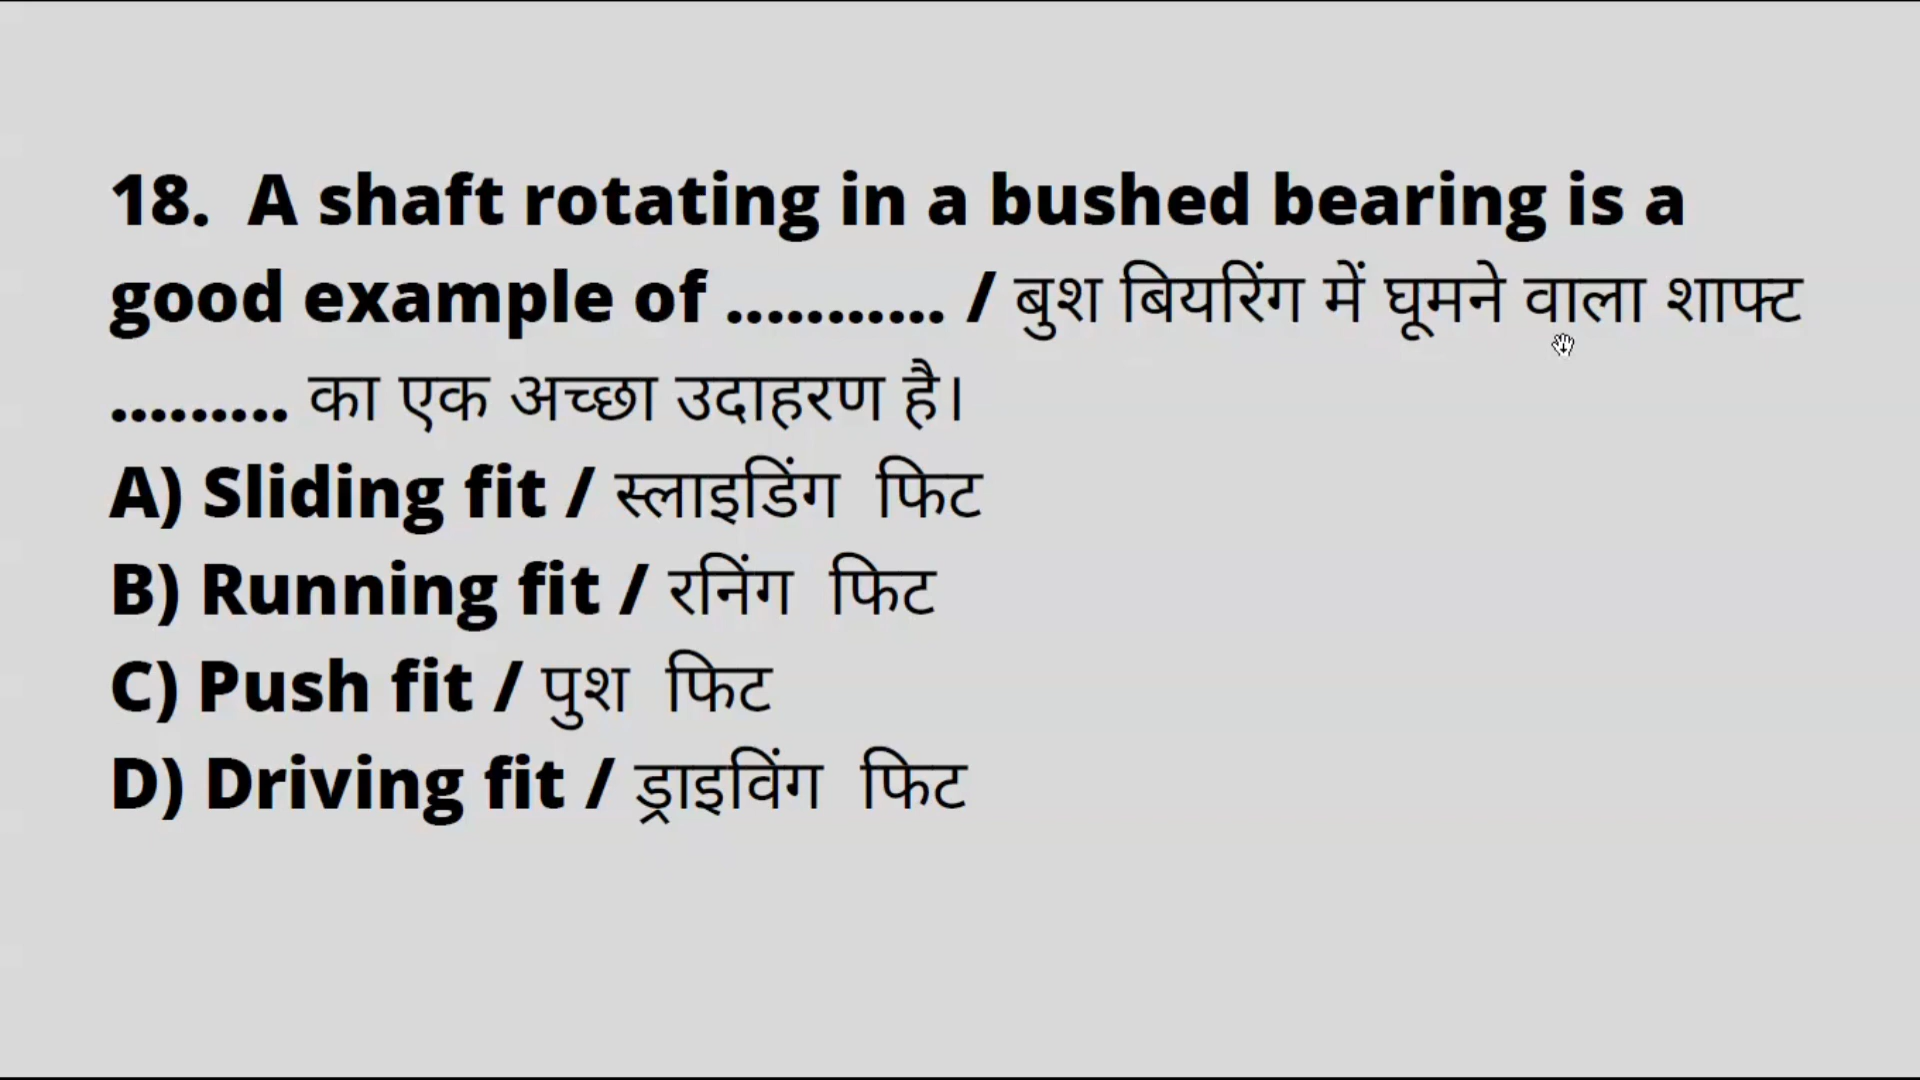 18.  A shaft rotating in a bushed bearing is a
good example of ........... / बुश बियरिंग में घूमने वाला शाफ्ट
......... का एक अच्छा उदाहरण है।
A) Sliding fit / स्लाइडिंग  फिट
B) Running fit / रनिंग  फिट
C) Push fit / पुश  फिट
D) Driving fit / ड्राइविंग  फिट